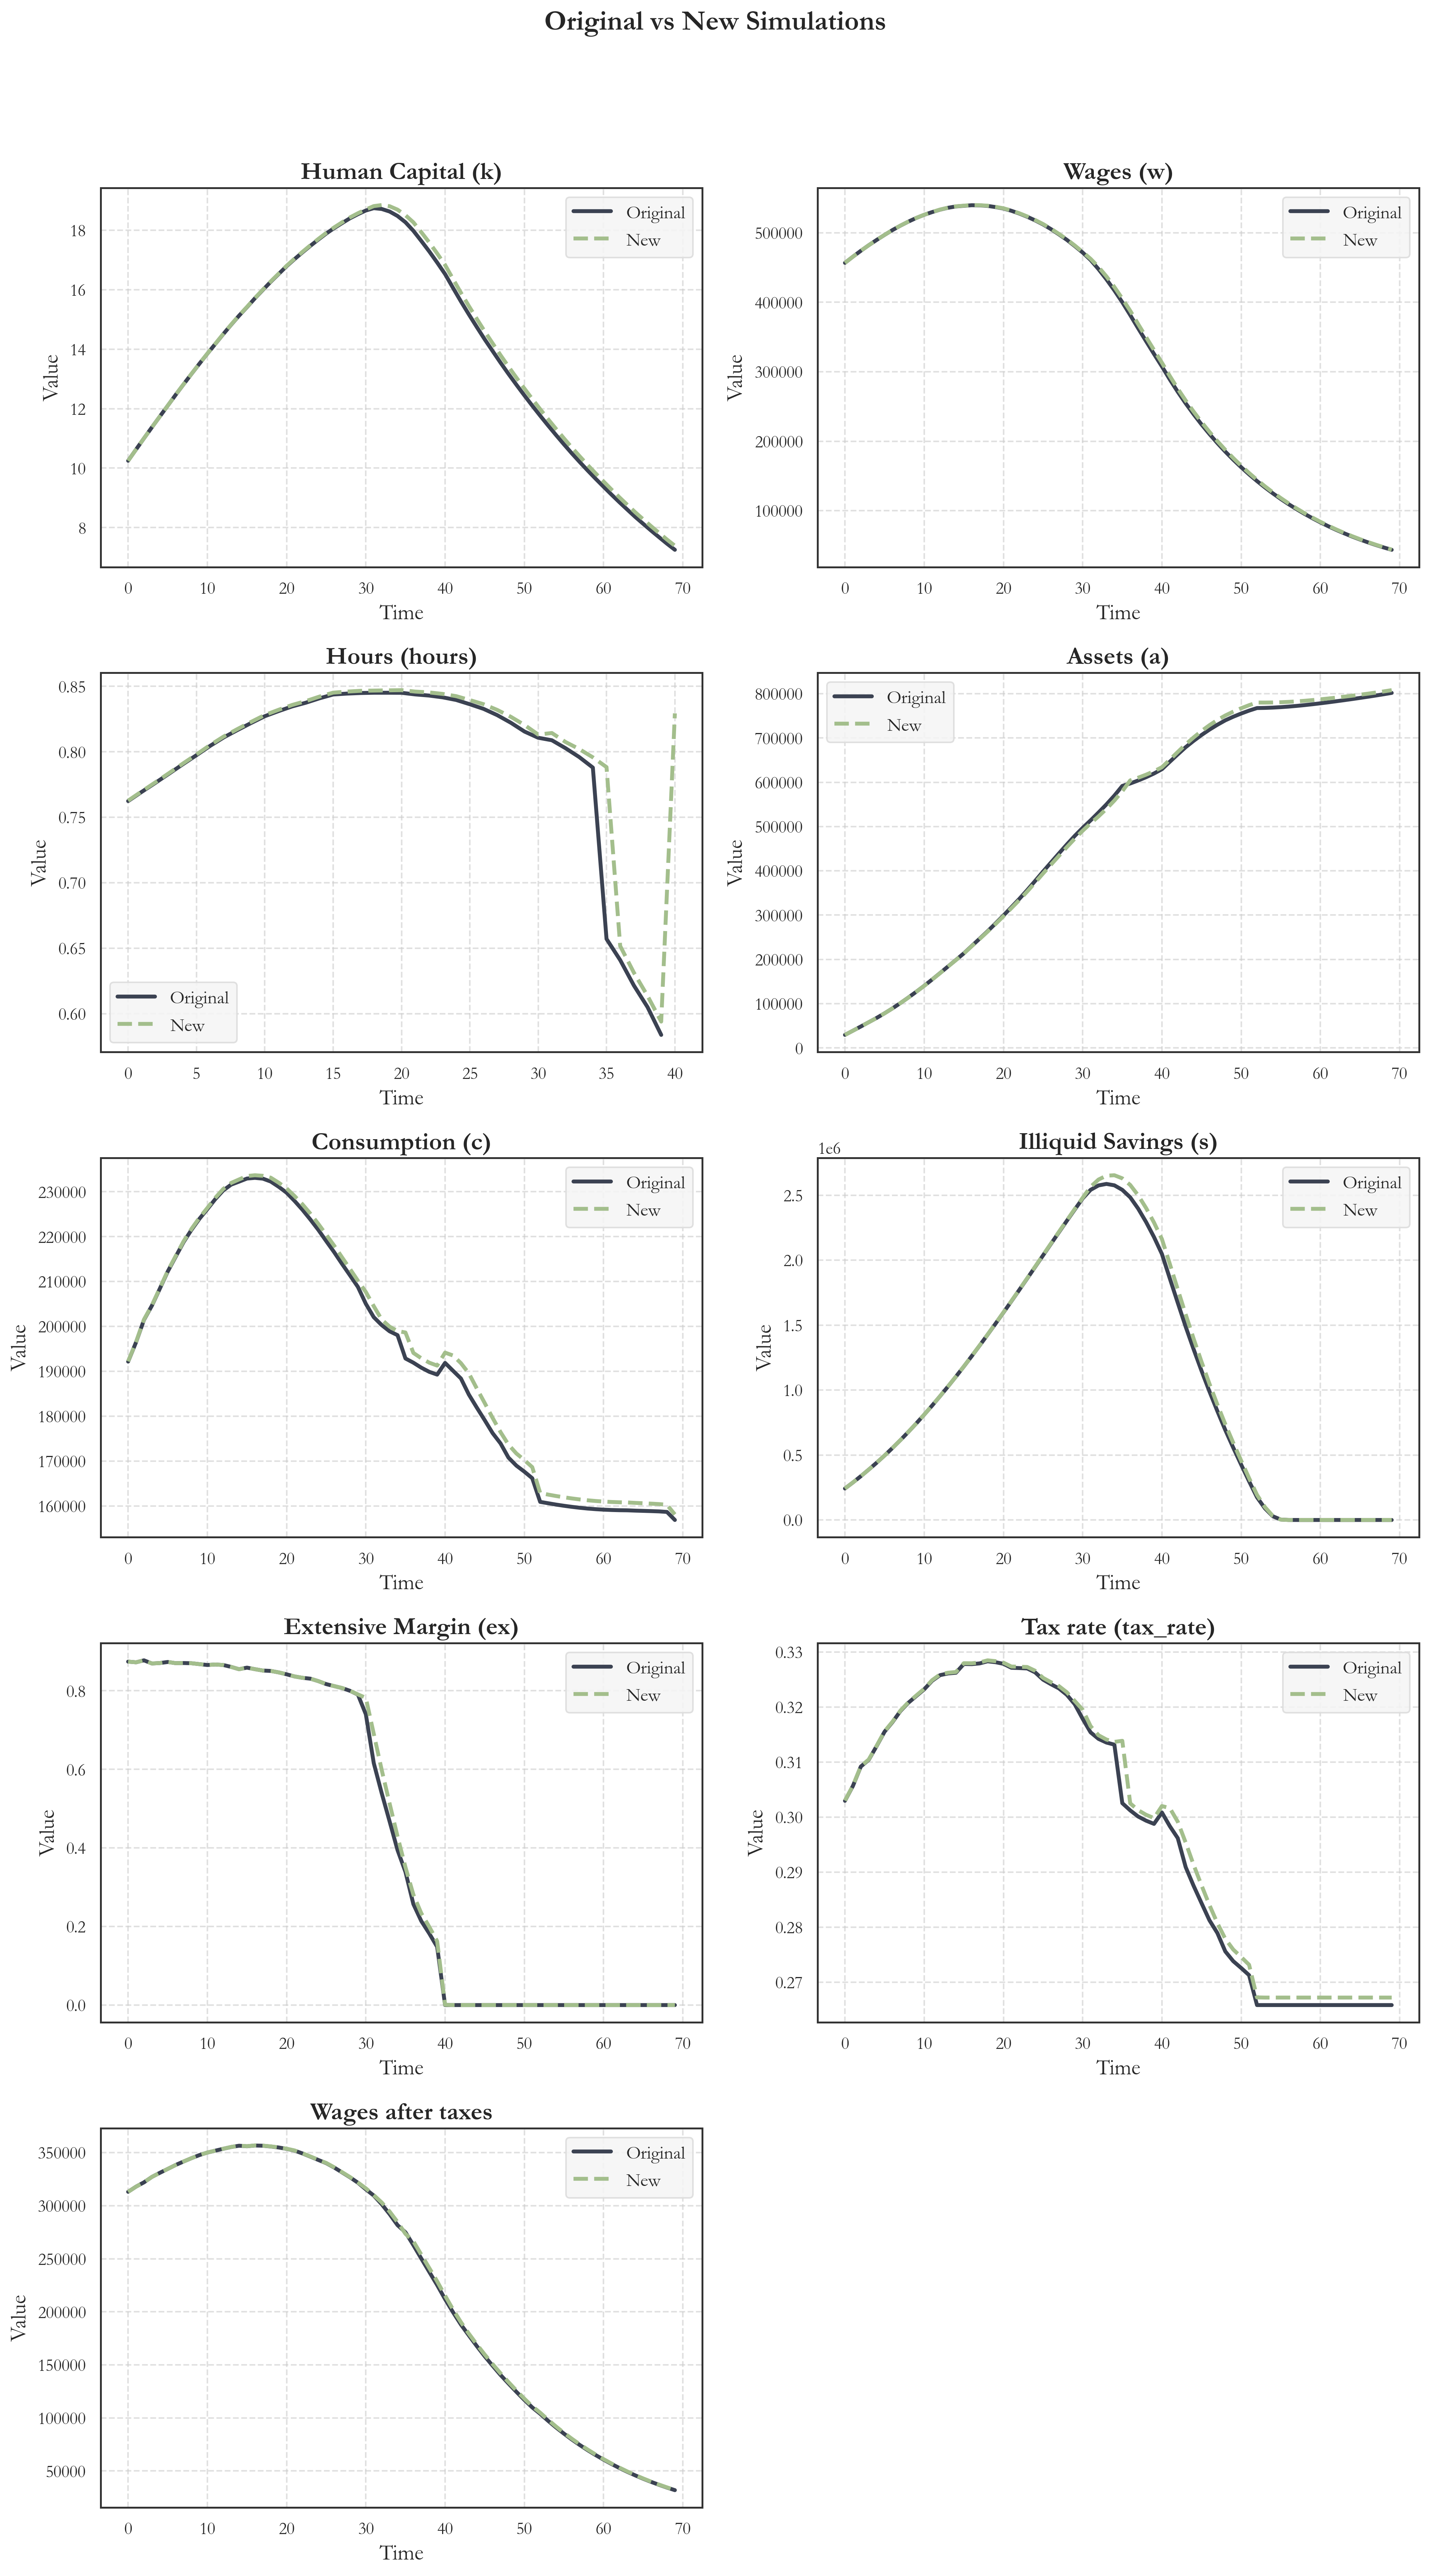 Original vs New Simulations
Human Capital (k)
Value
18
16
14
12
10
8
Original
New
0 10 20 30 40 50 60 70
Time
Wages (w)
Value
500000
400000
300000
200000
100000
Original
New
0 10 20 30 40 50 60 70
Time
Hours (hours)
Value
0.85
0.80
0.75
0.70
0.65
0.60
Original
New
0 5 10 15 20 25 30 35 40
Time
Assets (a)
Value
800000
700000
600000
500000
400000
300000
200000
100000
0
Original
New
0 10 20 30 40 50 60 70
Time
Consumption (c)
Value
230000
220000
210000
200000
190000
180000
170000
160000
Original
New
0 10 20 30 40 50 60 70
Time
Illiquid Savings (s)
1e6
Value
2.5
2.0
1.5
1.0
0.5
0.0
Original
New
0 10 20 30 40 50 60 70
Time
Extensive Margin (ex)
Value
0.8
0.6
0.4
0.2
0.0
Original
New
0 10 20 30 40 50 60 70
Time
Tax rate (tax_rate)
Value
0.33
0.32
0.31
0.30
0.29
0.28
0.27
Original
New
0 10 20 30 40 50 60 70
Time
Wages after taxes
Value
350000
300000
250000
200000
150000
100000
50000
Original
New
0 10 20 30 40 50 60 70
Time